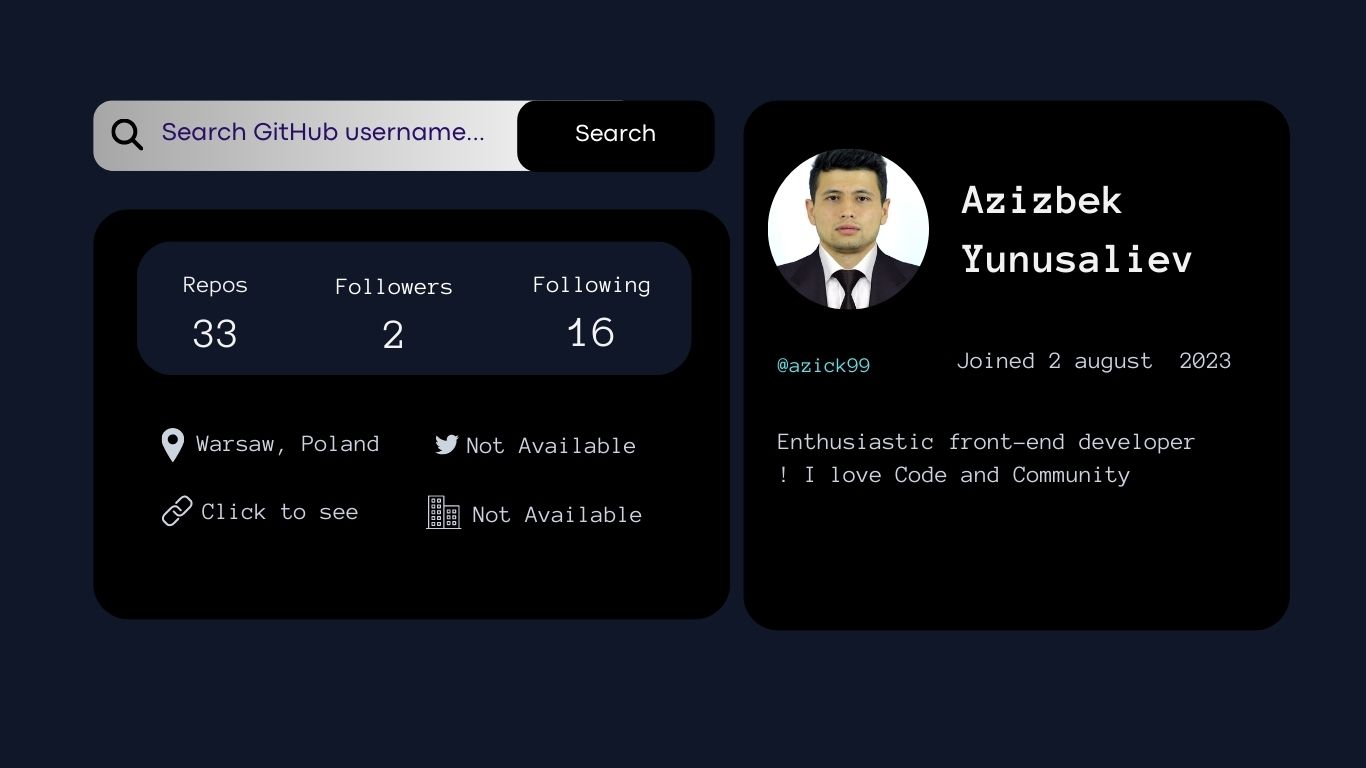 Search GitHub username...
Search
Repos
Followers
Following
33
2
16
Warsaw, Poland
Not Available
Click to see
Not Available
Azizbek
Yunusaliev
@azick99
Joined 2 august  2023
Enthusiastic front-end developer
! I love Code and Community